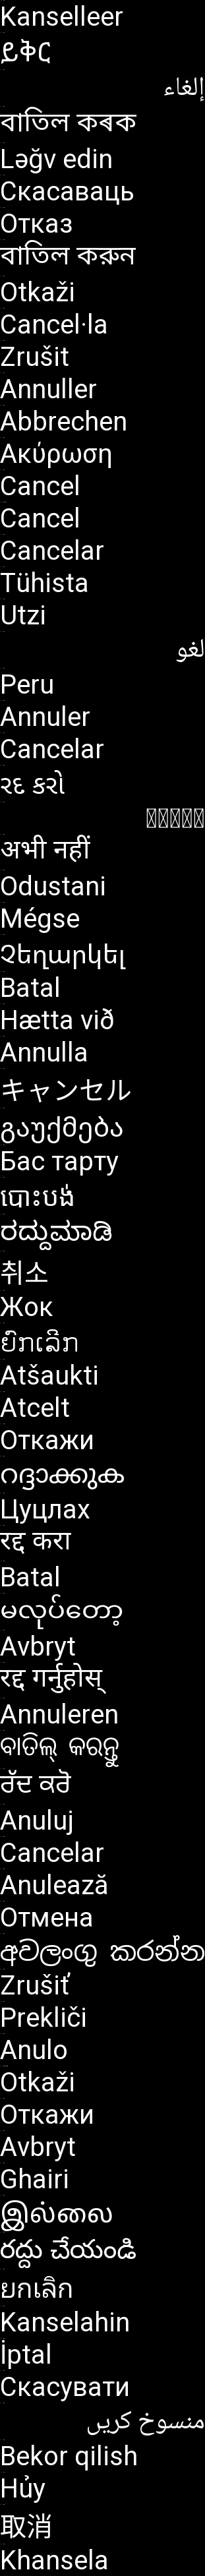 Kanselleer
ይቅር
إلغاء
বাতিল কৰক
Ləğv edin
Скасаваць
Отказ
বাতিল করুন
Otkaži
Cancel·la
Zrušit
Annuller
Abbrechen
Ακύρωση
Cancel
Cancel
Cancelar
Tühista
Utzi
لغو
Peru
Annuler
Cancelar
રદ કરો
अभी नहीं
Odustani
Mégse
Չեղարկել
Batal
Hætta við
Annulla
キャンセル
გაუქმება
Бас тарту
បោះបង់
ರದ್ದುಮಾಡಿ
취소
Жок
ຍົກເລີກ
Atšaukti
Atcelt
Откажи
റദ്ദാക്കുക
Цуцлах
रद्द करा
Batal
မလုပ်တော့
Avbryt
रद्द गर्नुहोस्
Annuleren
ବାତିଲ୍ କରନ୍ତୁ
ਰੱਦ ਕਰੋ
Anuluj
Cancelar
Anulează
Отмена
අවලංගු කරන්න
Zrušiť
Prekliči
Anulo
Otkaži
Откажи
Avbryt
Ghairi
இல்லை
రద్దు చేయండి
ยกเลิก
Kanselahin
İptal
Скасувати
منسوخ کریں
Bekor qilish
Hủy
取消
Khansela